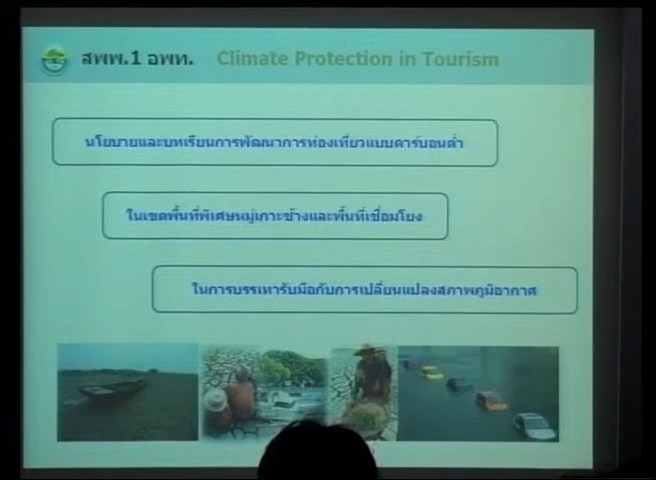 สพพ.1 อพท. Climate Protection in Tourism
นโยบายและบทเรียนการพัฒนาการท่องเที่ยวแบบคาร์บอนต่ำ
ในเขตพื้นที่พิเศษหมู่เกาะช้างและพื้นที่เชื่อมโยง
ในการบรรเทารับมือกับการเปลี่ยนแปลงสภาพภูมิอากาศ